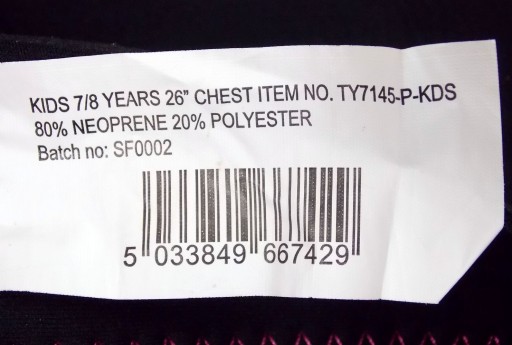 KIDS 7/8 YEARS 26” CHEST ITEM NO. TY7145-P-KDS
80% NEOPRENE 20% POLYESTER
Batch no: SF0002
5 033849 667429